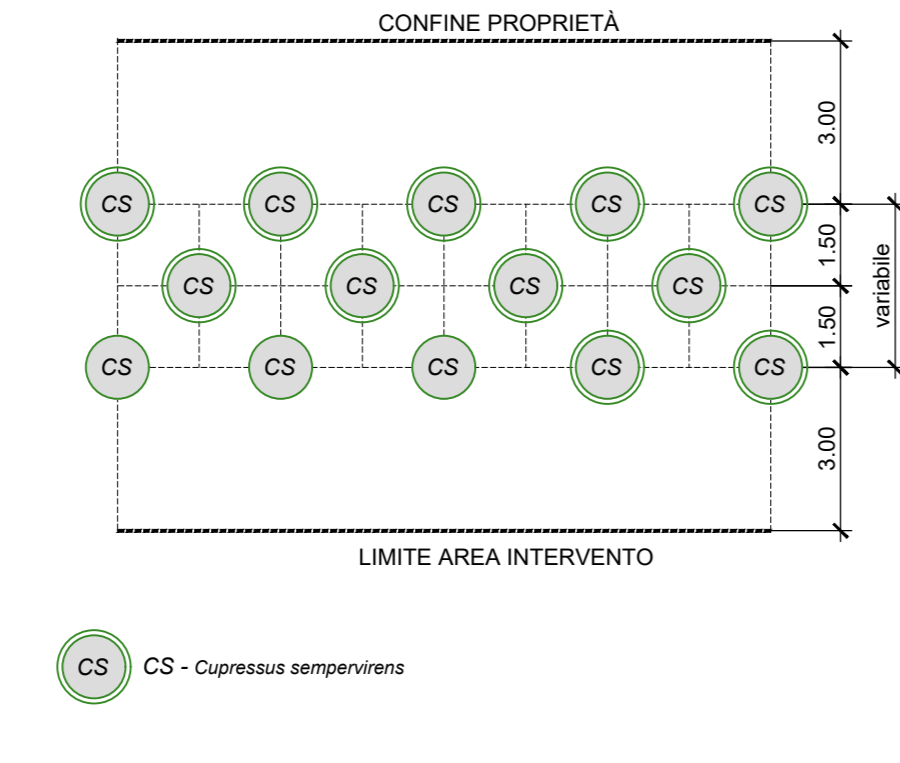 CONFINE PROPRIETÀ
3.00
CS CS CS CS CS
1.50
variabile
CS CS CS CS
1.50
CS CS CS CS CS
3.00
LIMITE AREA INTERVENTO
CS CS - Cupressus sempervirens